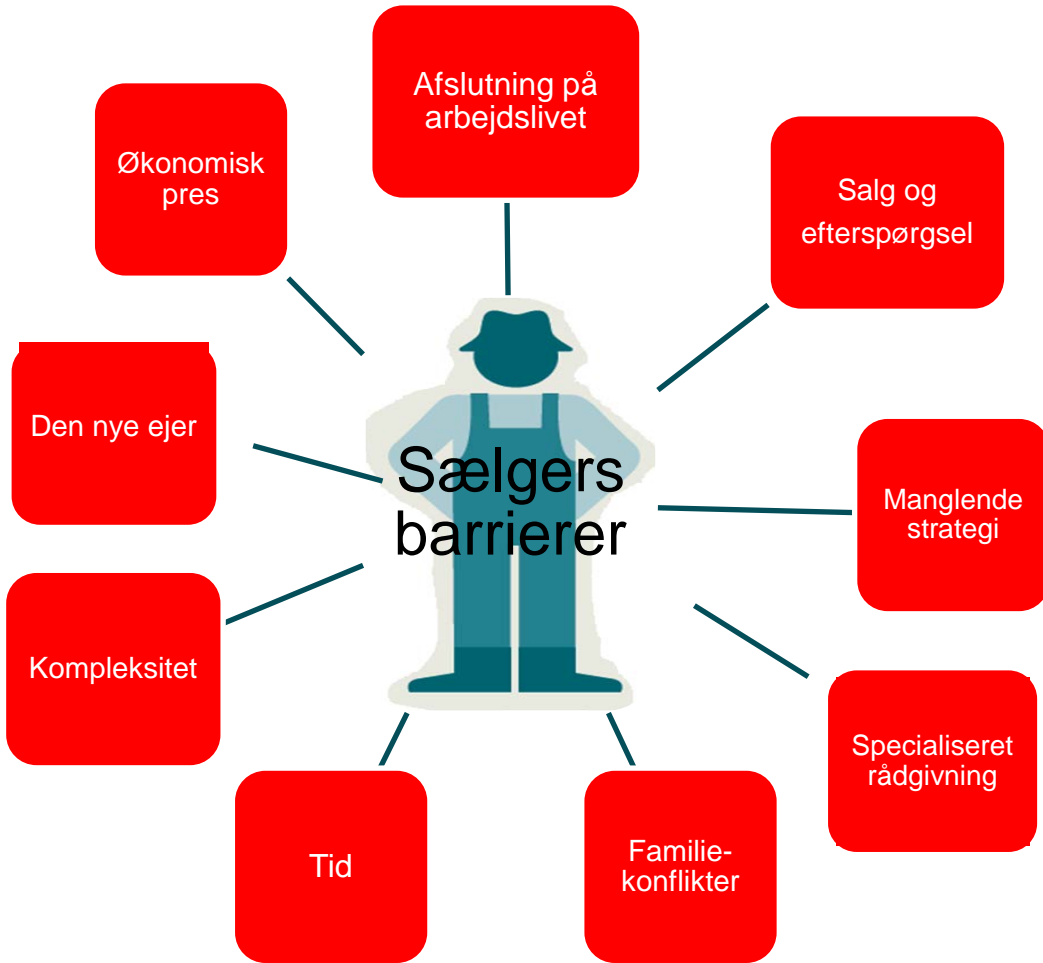 Afslutning på
arbejdslivet
Økonomisk
pres
Salg og
efterspørgsel
Den nye ejer
Sælgers
barrierer
Manglende
strategi
Kompleksitet
Specialiseret
rådgivning
Tid
Familie-
konflikter